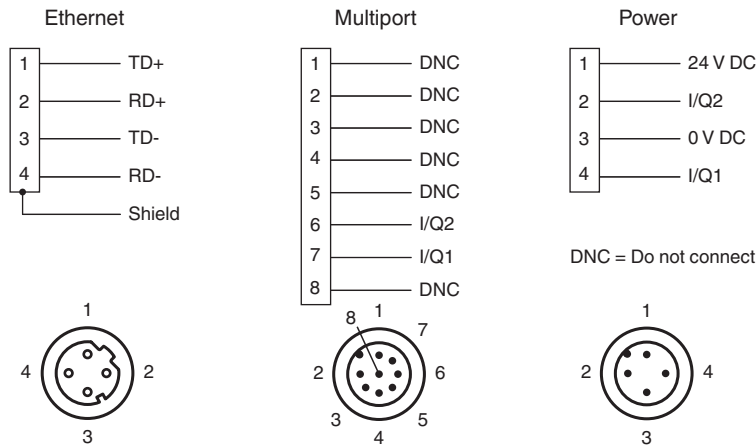 Ethernet
1 TD+
2 RD+
3 TD-
4 RD-
Shield
1
4 2
3
Multiport
1 DNC
2 DNC
3 DNC
4 DNC
5 DNC
6 I/Q2
7 I/Q1
8 DNC
8 1 7
2 6
3 5
4
Power
1 24 V DC
2 I/Q2
3 0 V DC
4 I/Q1
DNC = Do not connect
1
2 4
3